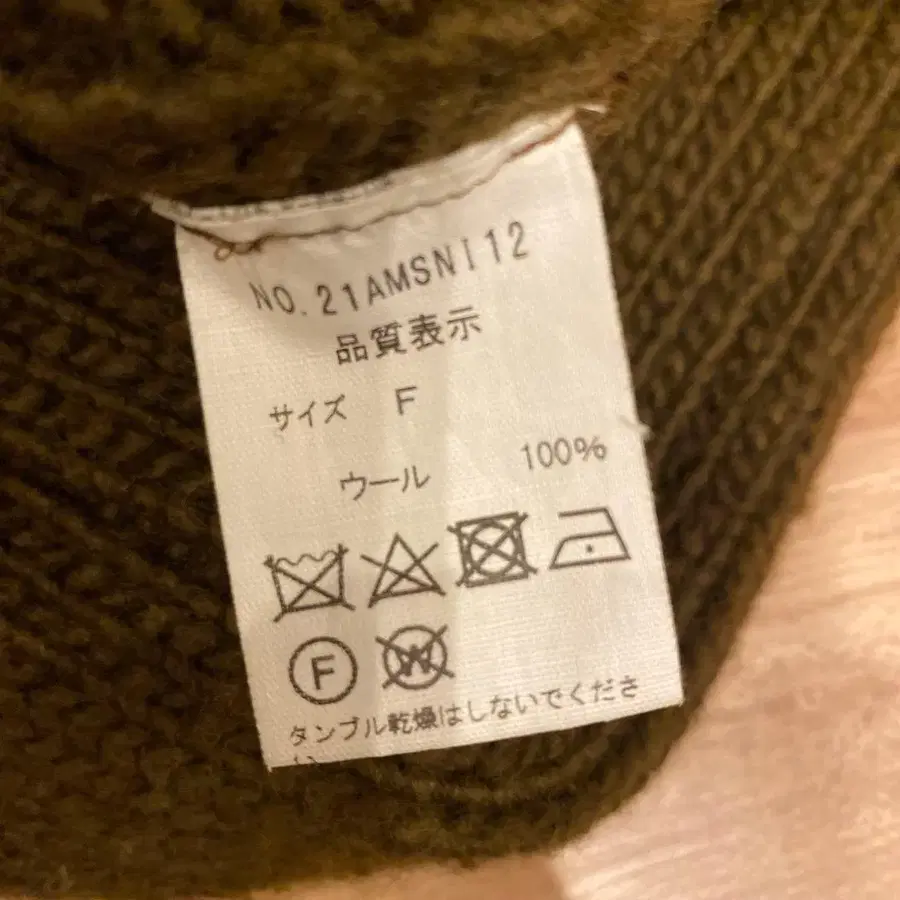 NO.21AMSNI12
品質表示
サイズ F
ウール 100%
F W
タンブル乾燥はしないでくださ
い